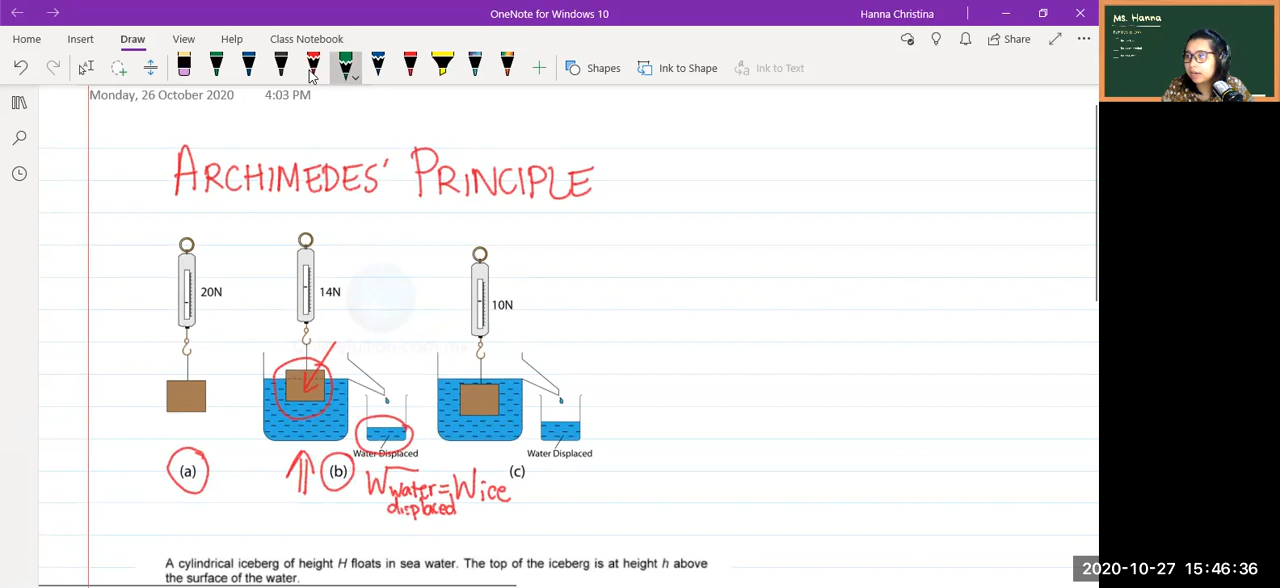 OneNote for Windows 10
Hanna Christina
Home Insert Draw View Help Class Notebook
Share
Shapes Ink to Shape Ink to Text
Monday, 26 October 2020 4:03 PM
Ms. Hanna
ARCHIMEDES' PRINCIPLE
20N
14N
10N
Water Displaced
Water Displaced
(a)
(b)
(c)
Wwater = Wice
displaced
A cylindrical iceberg of height H floats in sea water. The top of the iceberg is at height h above
the surface of the water.
2020-10-27 15:46:36